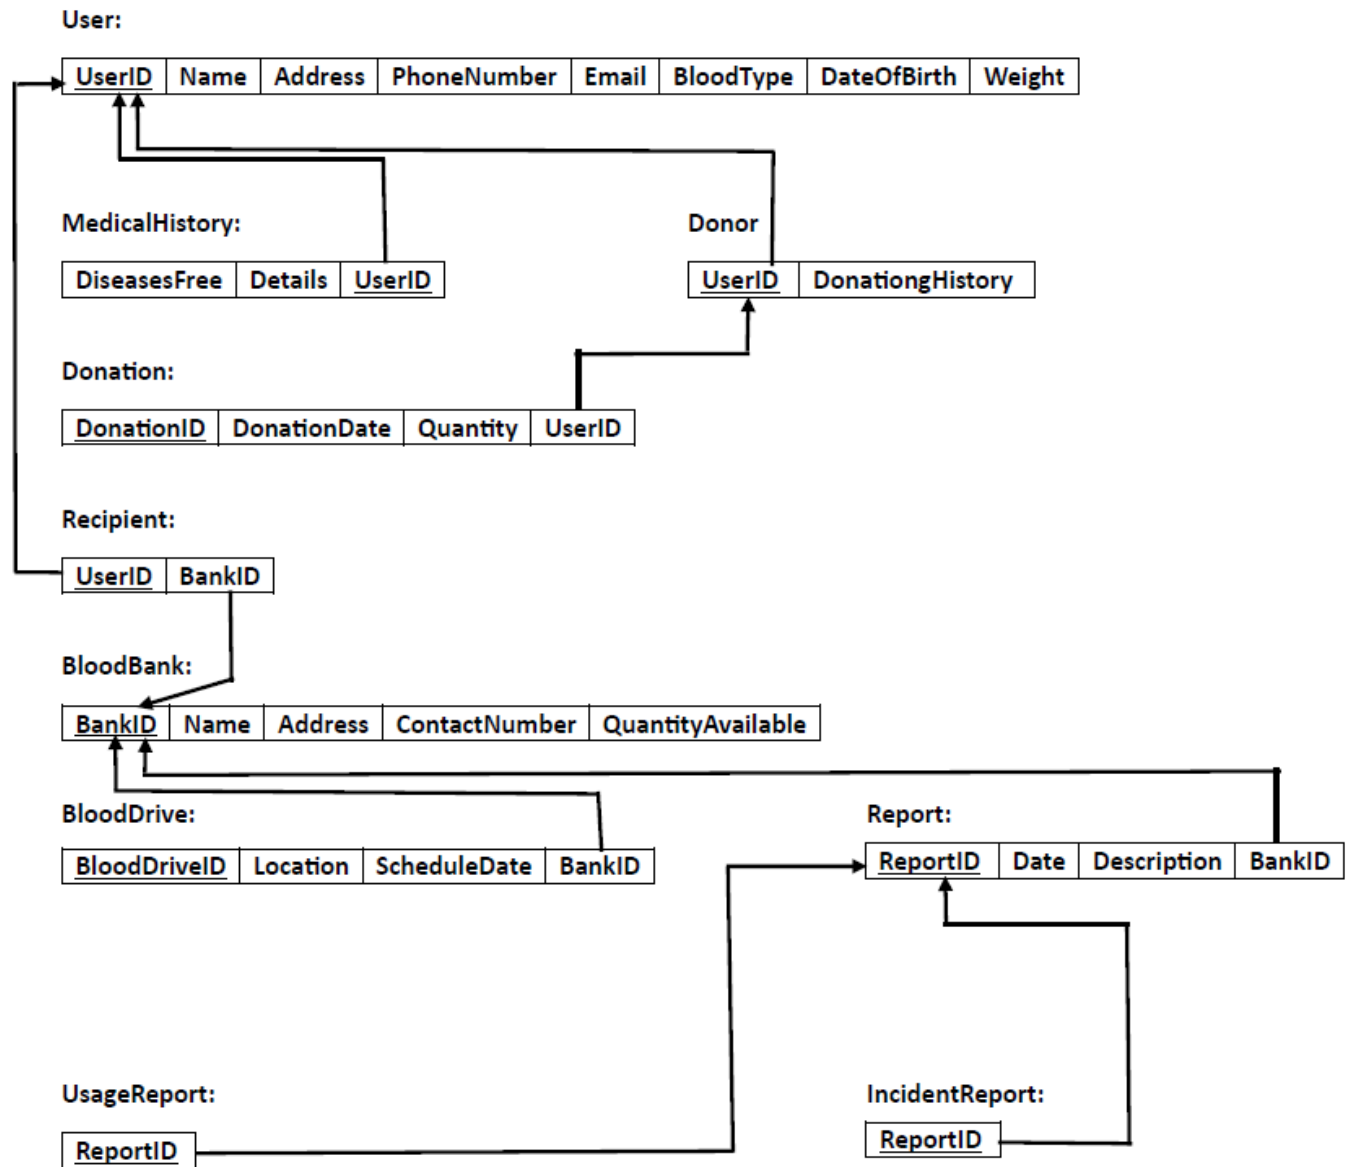 User:
UserID Name Address PhoneNumber Email BloodType DateOfBirth Weight
MedicalHistory:
DiseasesFree Details UserID
Donor
UserID DonationgHistory
Donation:
DonationID DonationDate Quantity UserID
Recipient:
UserID BankID
BloodBank:
BankID Name Address ContactNumber QuantityAvailable
BloodDrive:
BloodDriveID Location ScheduleDate BankID
Report:
ReportID Date Description BankID
UsageReport:
ReportID
IncidentReport:
ReportID